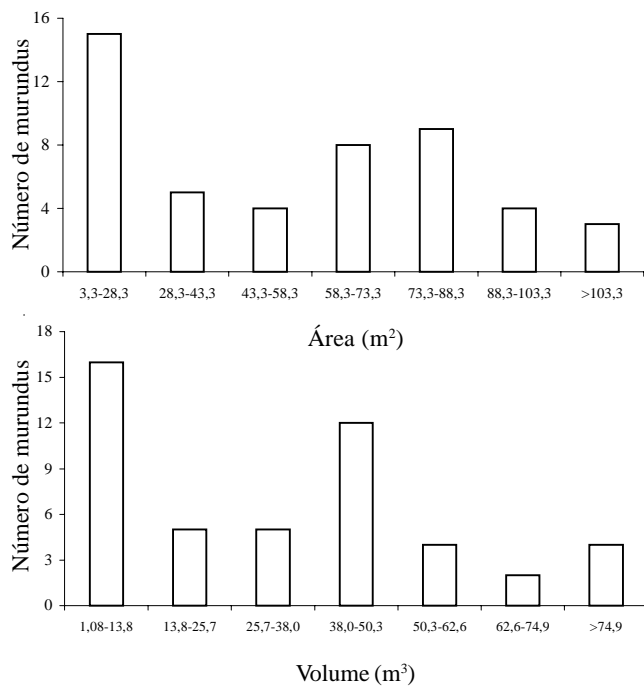 Número de murundus
16
12
8
4
0
3,3-28,3 28,3-43,3 43,3-58,3 58,3-73,3 73,3-88,3 88,3-103,3 >103,3
Área (m²)
Número de murundus
18
15
12
9
6
3
0
1,08-13,8 13,8-25,7 25,7-38,0 38,0-50,3 50,3-62,6 62,6-74,9 >74,9
Volume (m³)